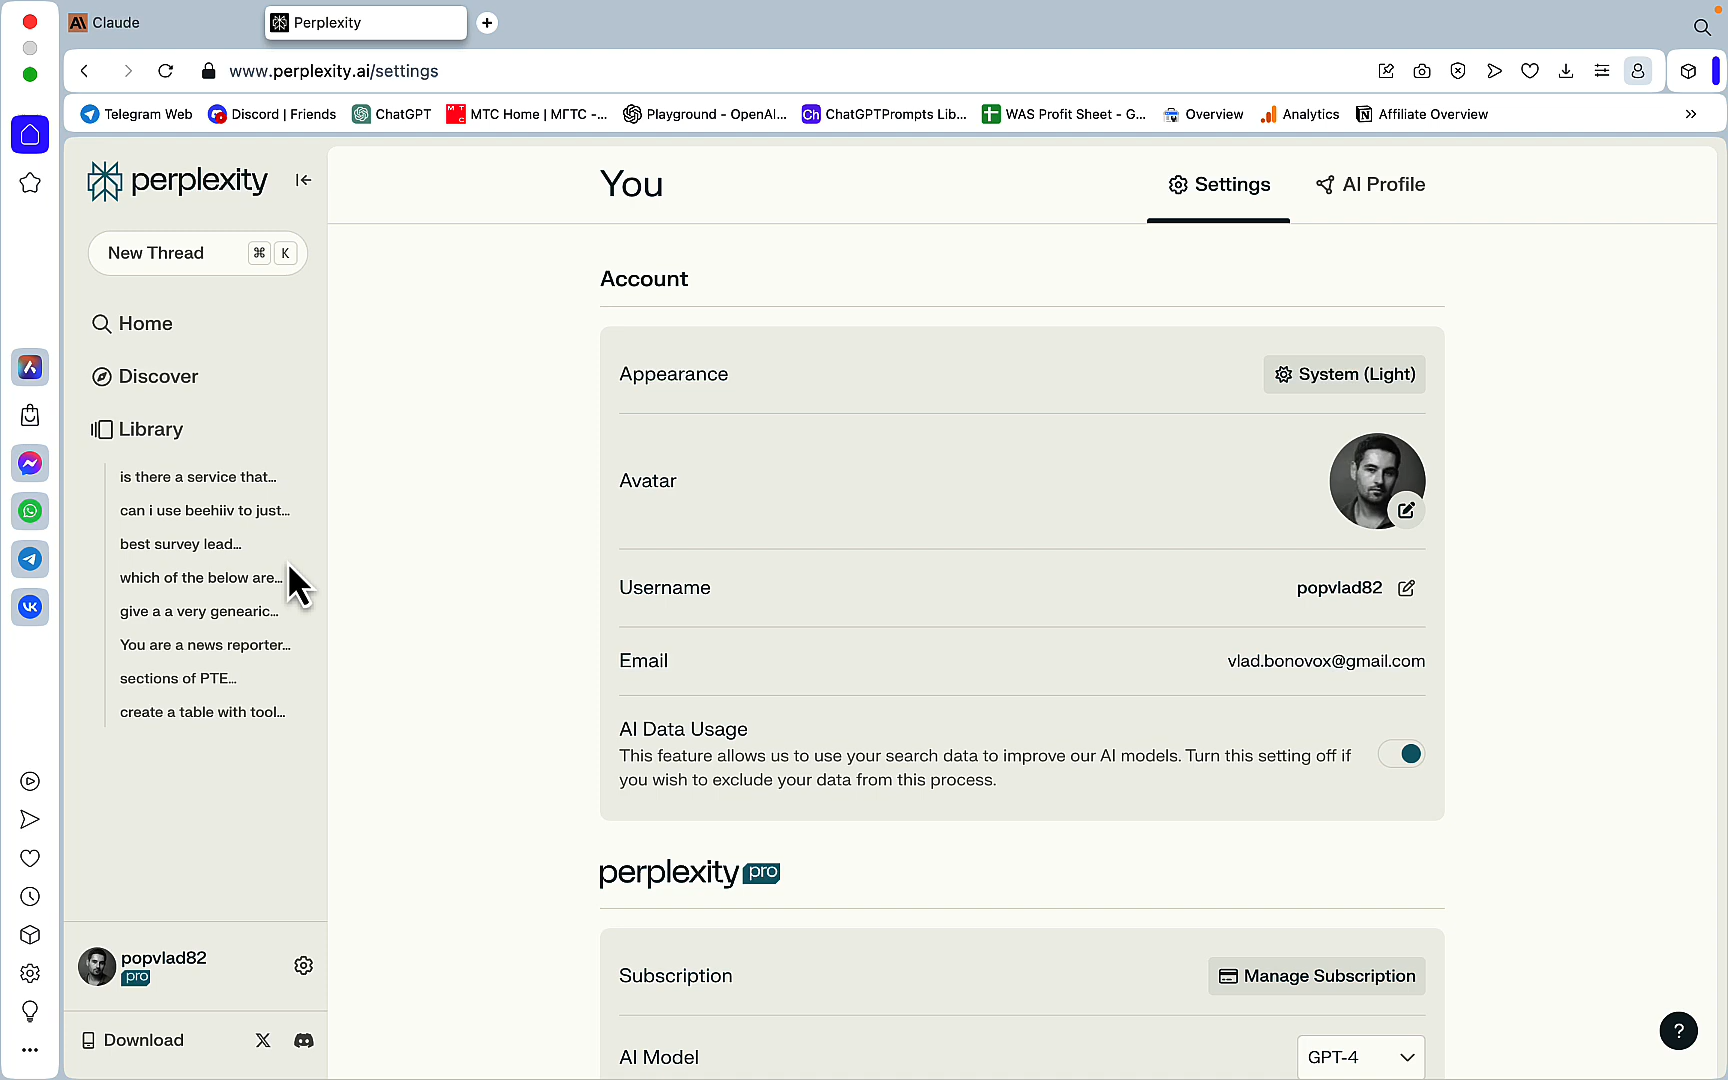 Claude
Perplexity
www.perplexity.ai/settings
Telegram Web
Discord | Friends
ChatGPT
MTC Home | МГТС -...
Playground - OpenAI...
ChatGPTPrompts Lib...
WAS Profit Sheet - G...
Overview
Analytics
Affiliate Overview
perplexity
New Thread
⌘ K
Home
Discover
Library
is there a service that...
can i use beehiiv to just...
best survey lead...
which of the below are...
give a a very genearic...
You are a news reporter...
sections of PTE...
create a table with tool...
popvlad82
pro
Download
You
Settings
AI Profile
Account
Appearance
System (Light)
Avatar
Username
popvlad82
Email
vlad.bonovox@gmail.com
AI Data Usage
This feature allows us to use your search data to improve our AI models. Turn this setting off if
you wish to exclude your data from this process.
perplexity pro
Subscription
Manage Subscription
AI Model
GPT-4
?